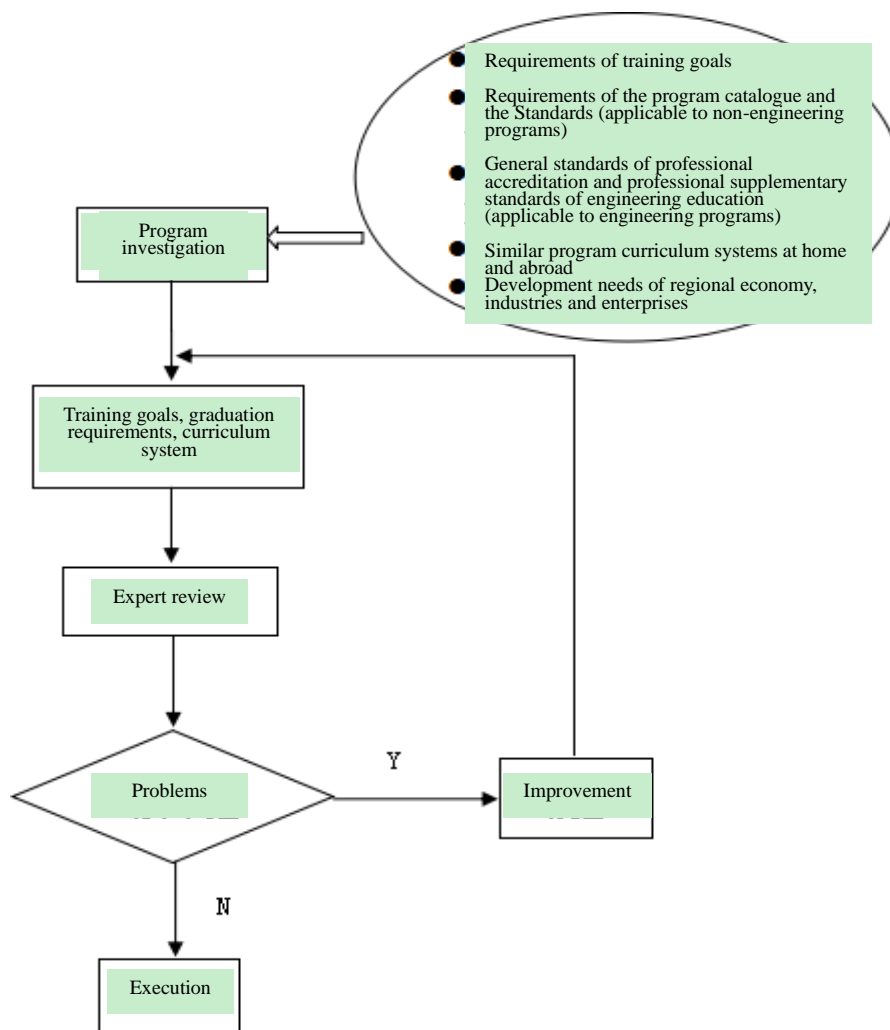 ● Requirements of training goals
● Requirements of the program catalogue and
the Standards (applicable to non-engineering
programs)
● General standards of professional
accreditation and professional supplementary
standards of engineering education
(applicable to engineering programs)
● Similar program curriculum systems at home
and abroad
● Development needs of regional economy,
industries and enterprises
Program
investigation
Training goals, graduation
requirements, curriculum
system
Expert review
Problems
Y
Improvement
N
Execution